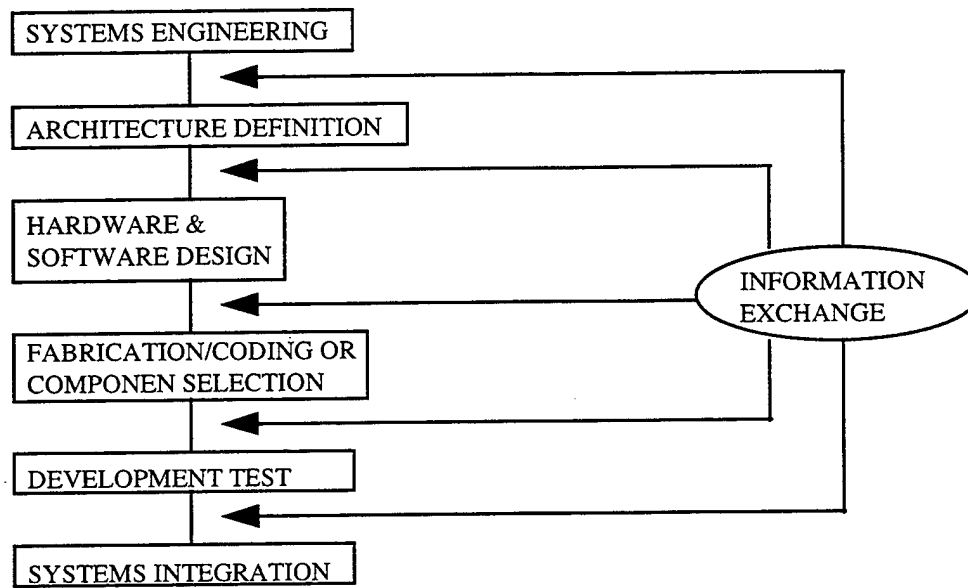 SYSTEMS ENGINEERING
ARCHITECTURE DEFINITION
HARDWARE &
SOFTWARE DESIGN
INFORMATION
EXCHANGE
FABRICATION/CODING OR
COMPONEN SELECTION
DEVELOPMENT TEST
SYSTEMS INTEGRATION